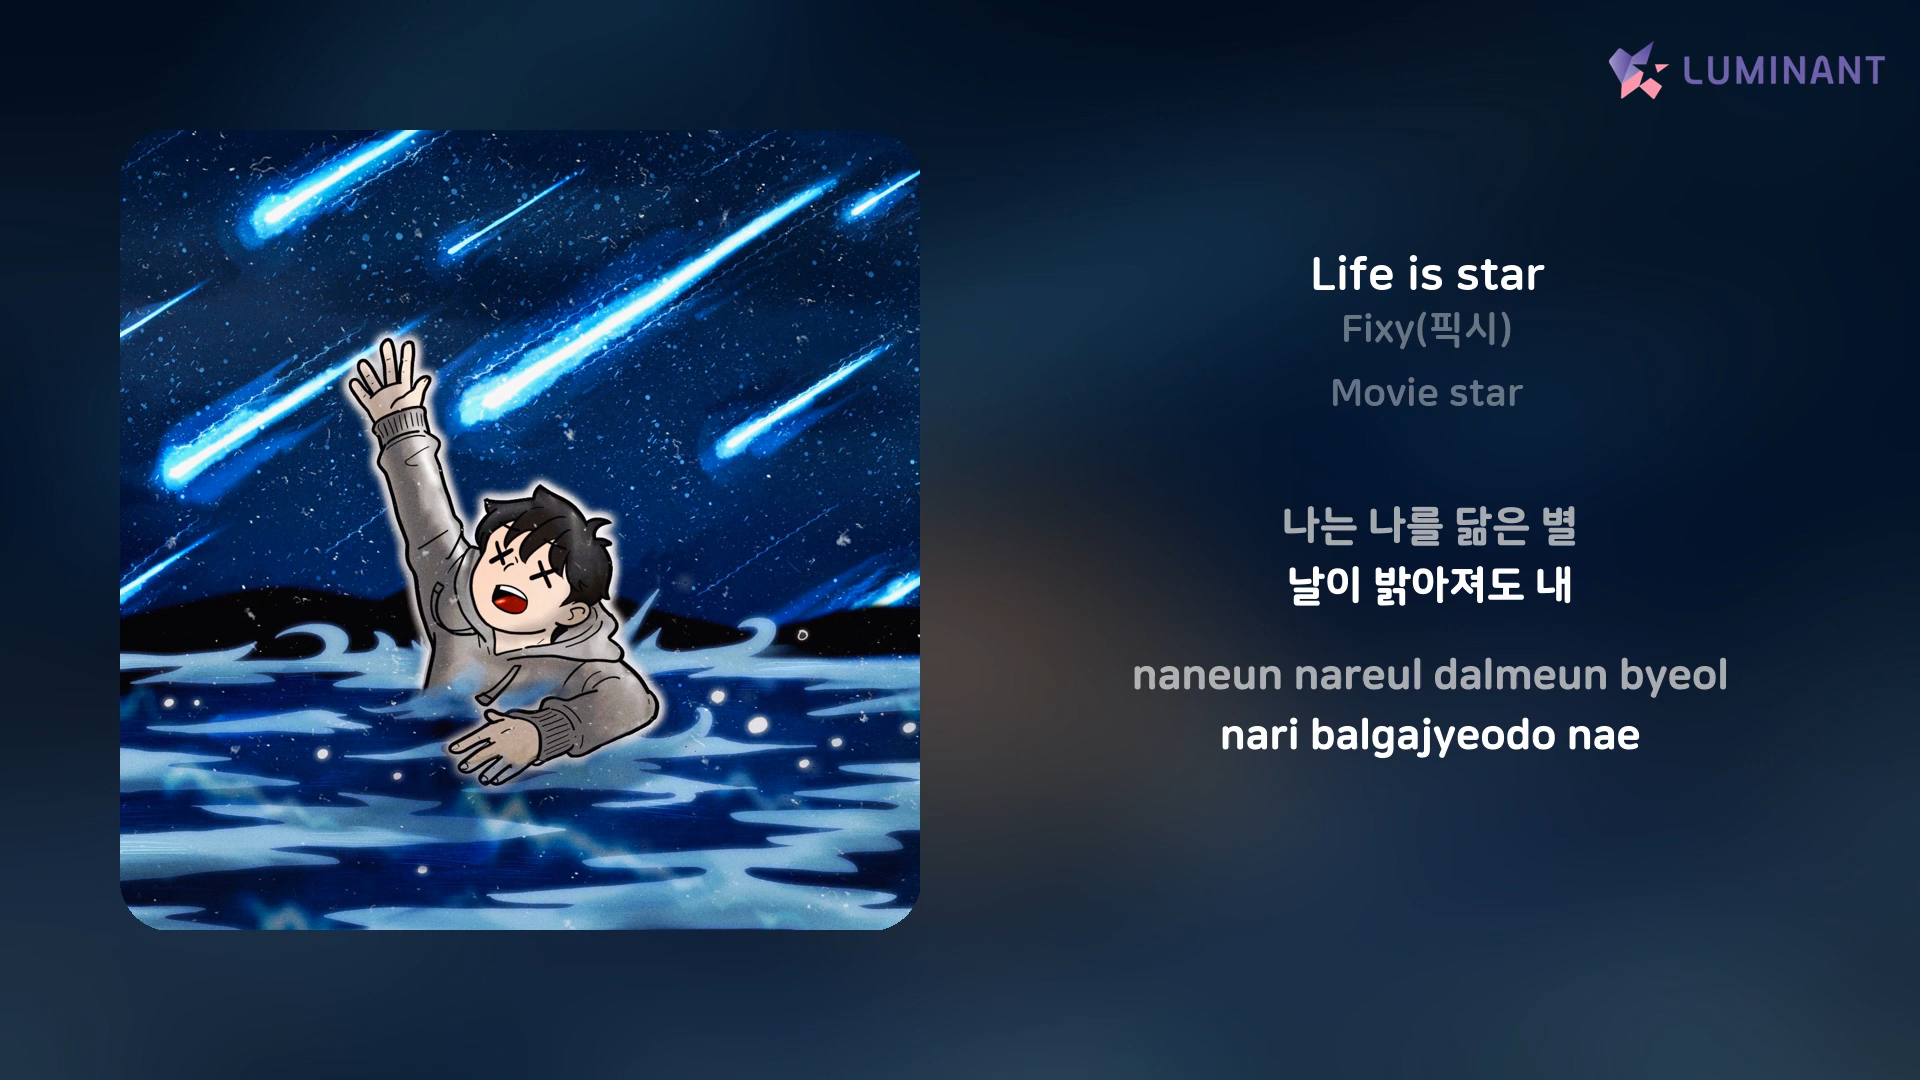 LUMINANT
Life is star
Fixy(픽시)
Movie star
나는 나를 닮은 별
날이 밝아져도 내
naneun nareul dalmeun byeol
nari balgajyeodo nae